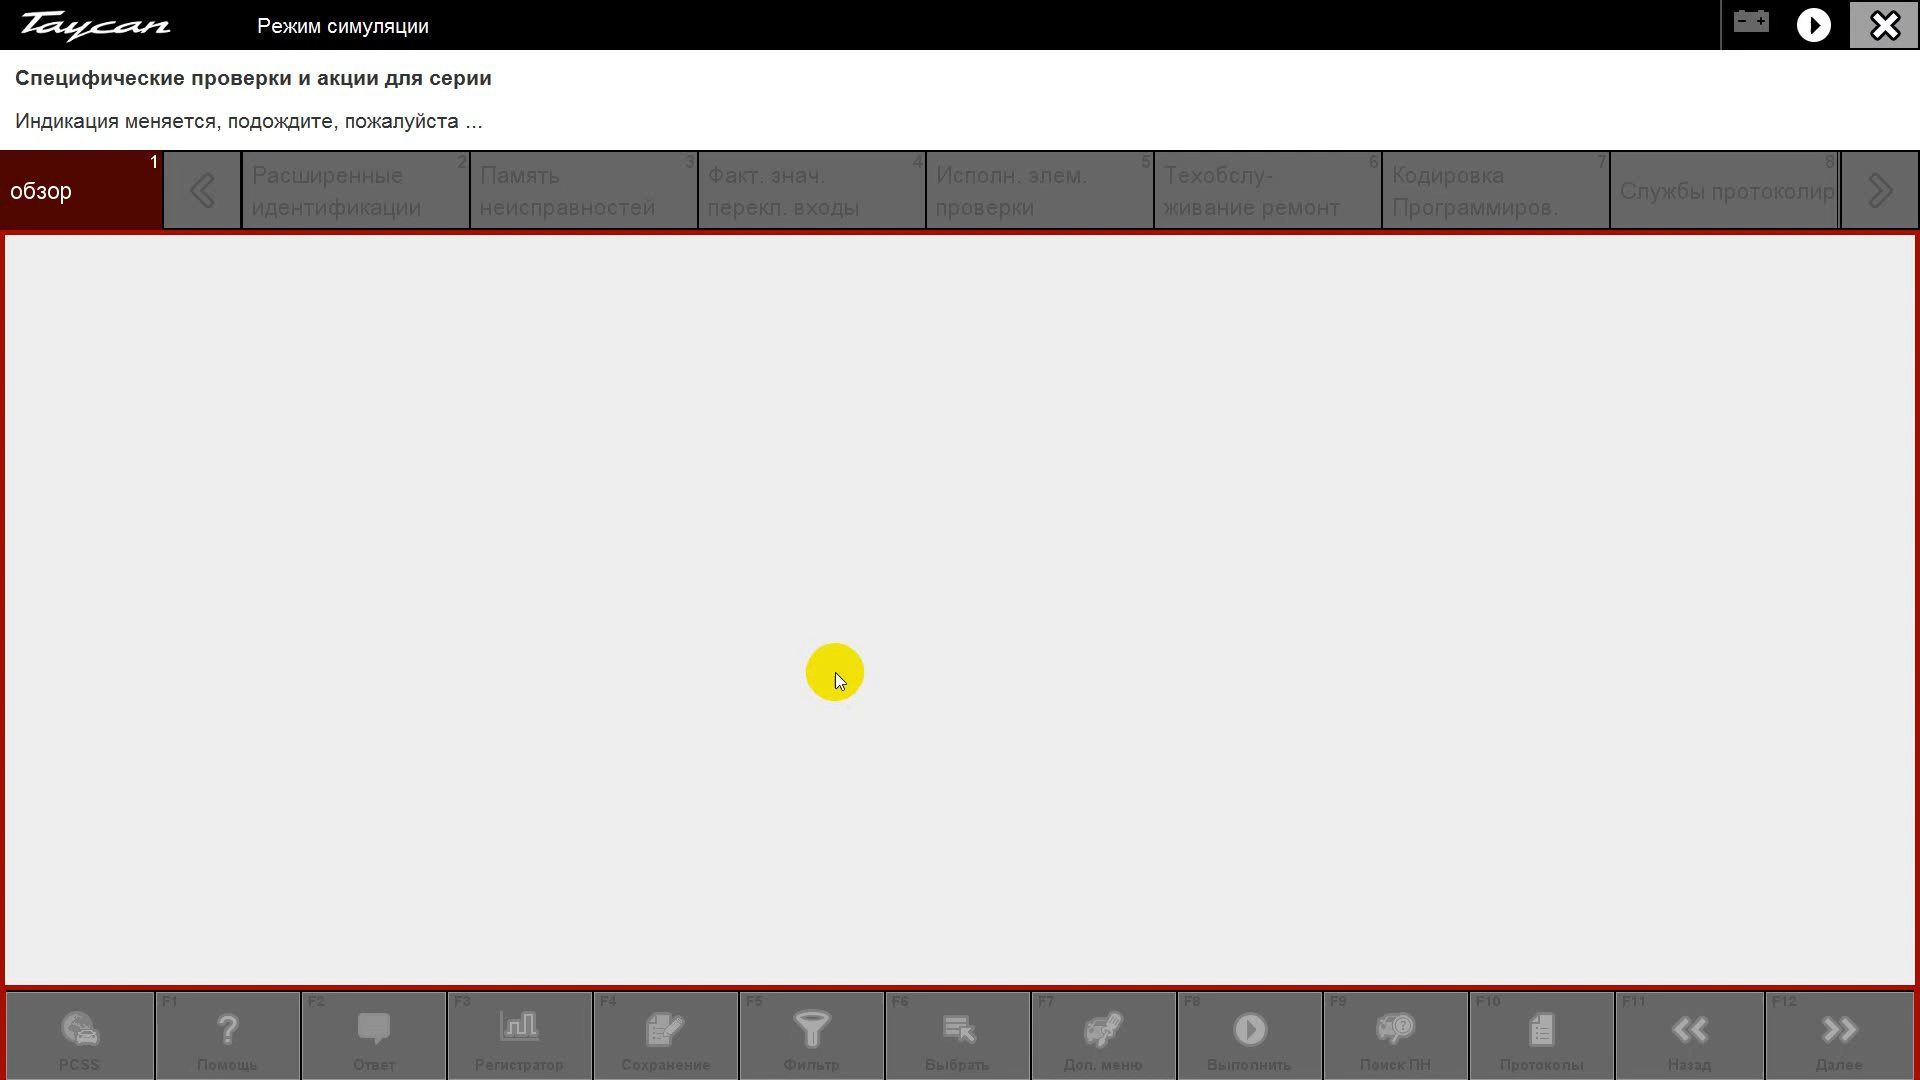 Taycan
Режим симуляции
Специфические проверки и акции для серии
Индикация меняется, подождите, пожалуйста ...
1
обзор
2
Расширенные
идентификации
3
Память
неисправностей
4
Факт. знач.
перекл. входы
5
Исполн. элем.
проверки
6
Техобслу-
живание ремонт
7
Кодировка
Программиров.
8
Службы протоколир
PCSS
F1
Помощь
F2
Ответ
F3
Регистратор
F4
Сохранение
F5
Фильтр
F6
Выбрать
F7
Доп. меню
F8
Выполнить
F9
Поиск ПН
F10
Протоколы
F11
Назад
F12
Далее